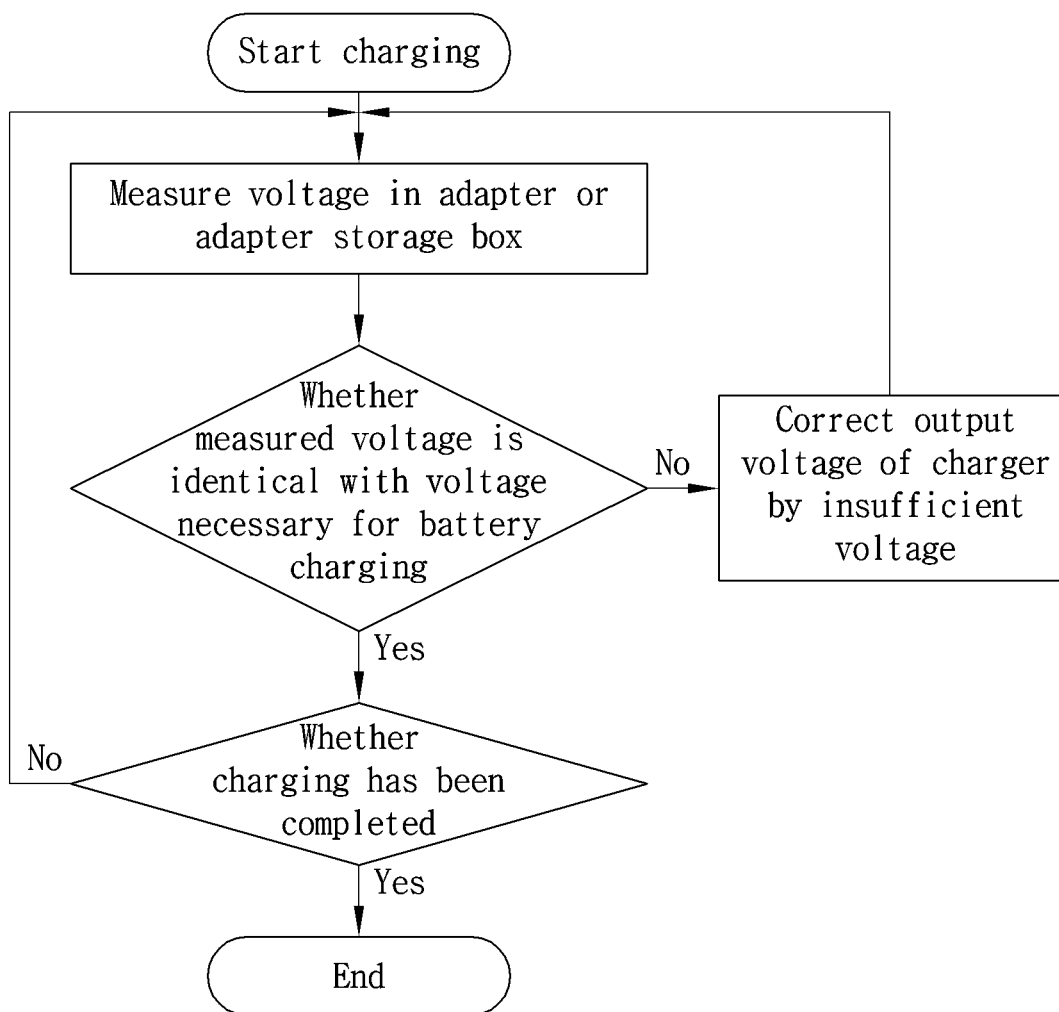 Start charging
Measure voltage in adapter or
adapter storage box
Whether
measured voltage is
identical with voltage
necessary for battery
charging
No
Correct output
voltage of charger
by insufficient
voltage
Yes
Whether
charging has been
completed
No
Yes
End